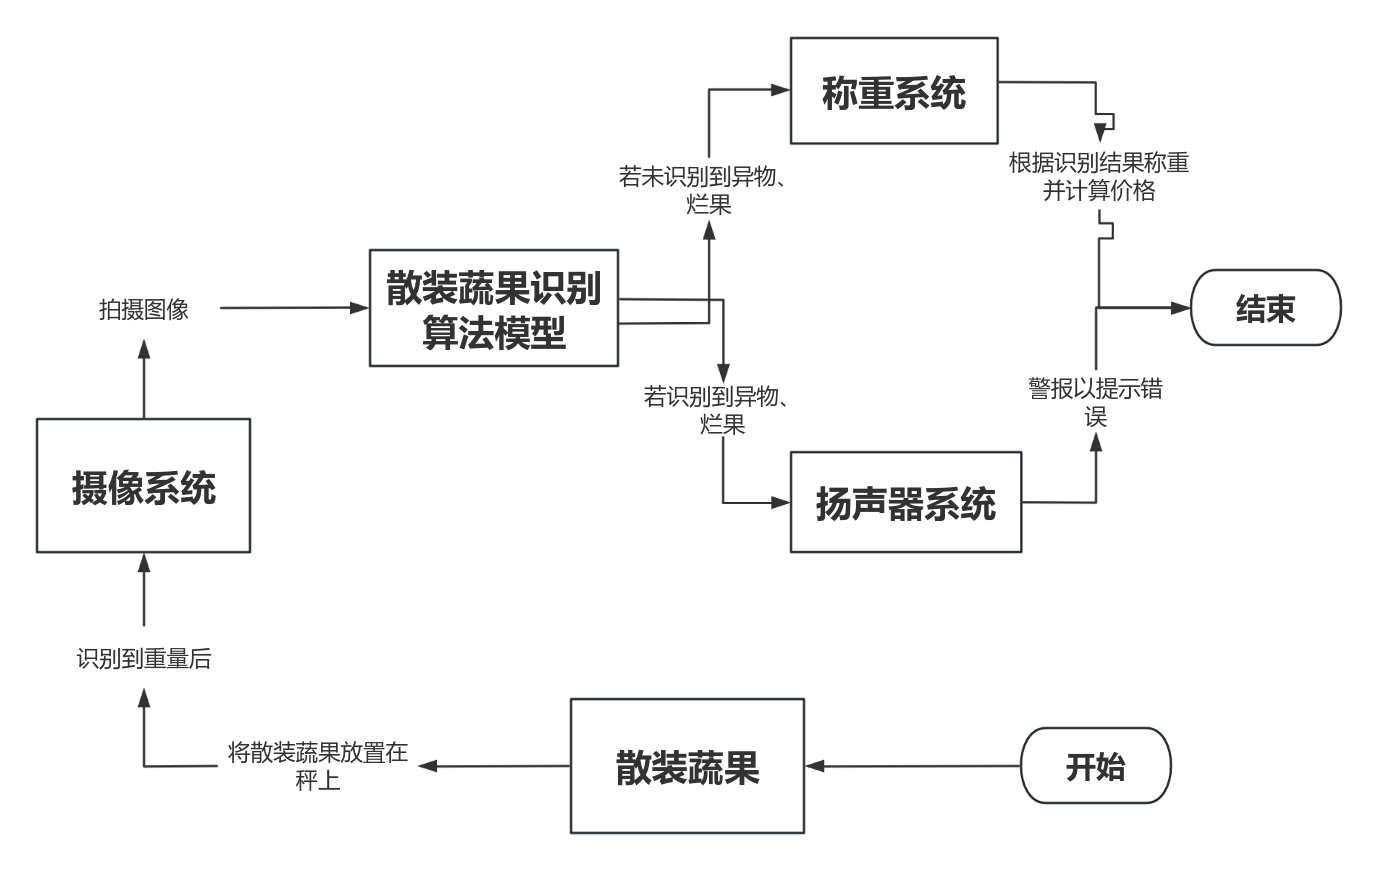 称重系统
根据识别结果称重
并计算价格
若未识别到异物、
烂果
散装蔬果识别
算法模型
拍摄图像
结束
若识别到异物、
烂果
警报以提示错
误
摄像系统
扬声器系统
识别到重量后
将散装蔬果放置在
秤上
散装蔬果
开始